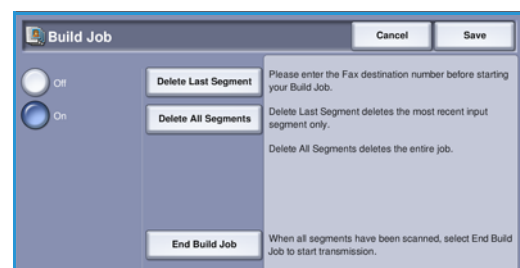 Build Job
Cancel
Save
Off
On
Delete Last Segment
Delete All Segments
End Build Job
Please enter the Fax destination number before starting
your Build Job.
Delete Last Segment deletes the most recent input
segment only.
Delete All Segments deletes the entire job.
When all segments have been scanned, select End Build
Job to start transmission.